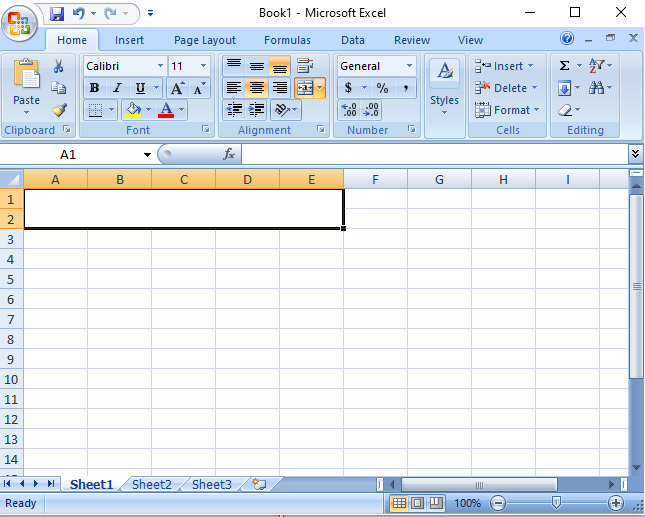 Book1 - Microsoft Excel
Home Insert Page Layout Formulas Data Review View
Calibri 11 General Insert Σ
Paste B I U A A $ % , Styles Delete
A Format
Clipboard Font Alignment Number Cells Editing
A1 fx
A B C D E F G H I
1
2
3
4
5
6
7
8
9
10
11
12
13
14
Sheet1 Sheet2 Sheet3
Ready 100%